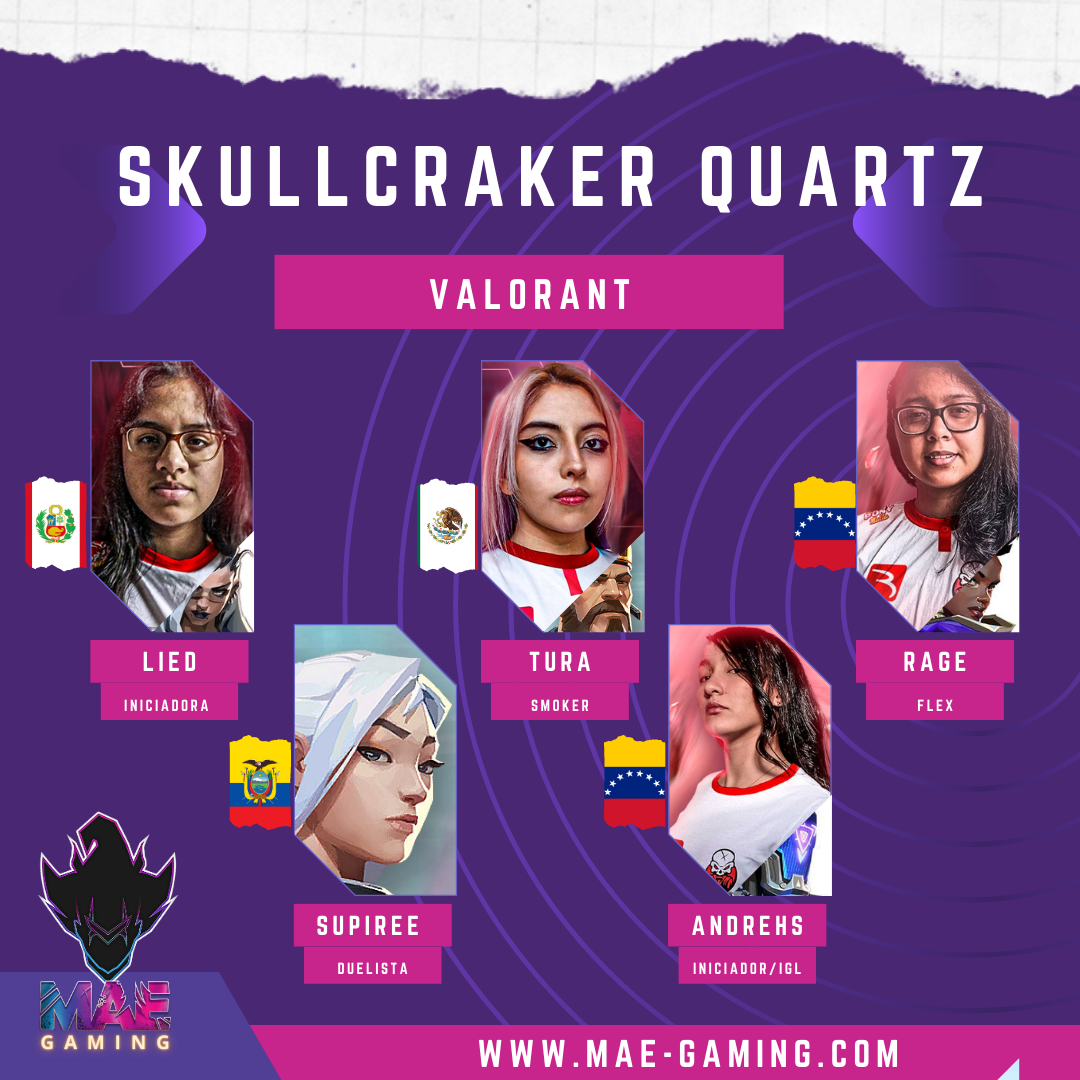 SKULLCRAKER QUARTZ
VALORANT
LIED
INICIADORA
TURA
SMOKER
RAGE
FLEX
SUPIREE
DUELISTA
ANDREHS
INICIADOR/IGL
MAE
GAMING
WWW.MAE-GAMING.COM